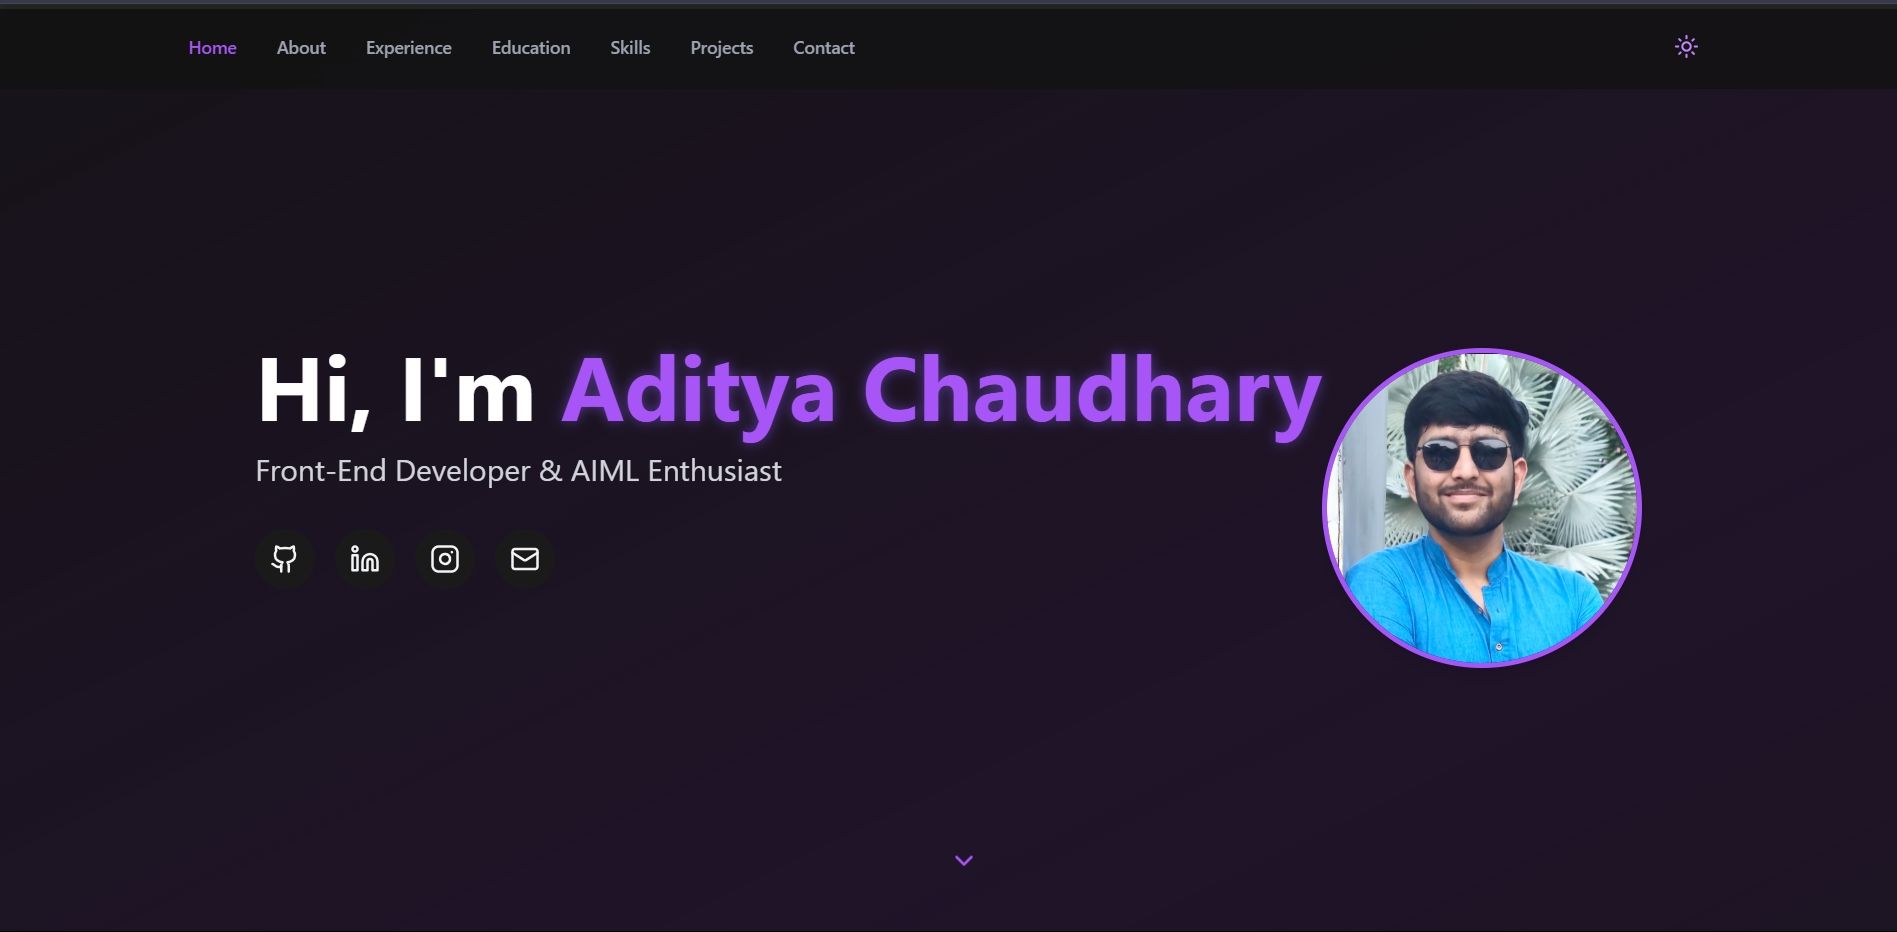 Home About Experience Education Skills Projects Contact
Hi, I'm Aditya Chaudhary
Front-End Developer & AIML Enthusiast